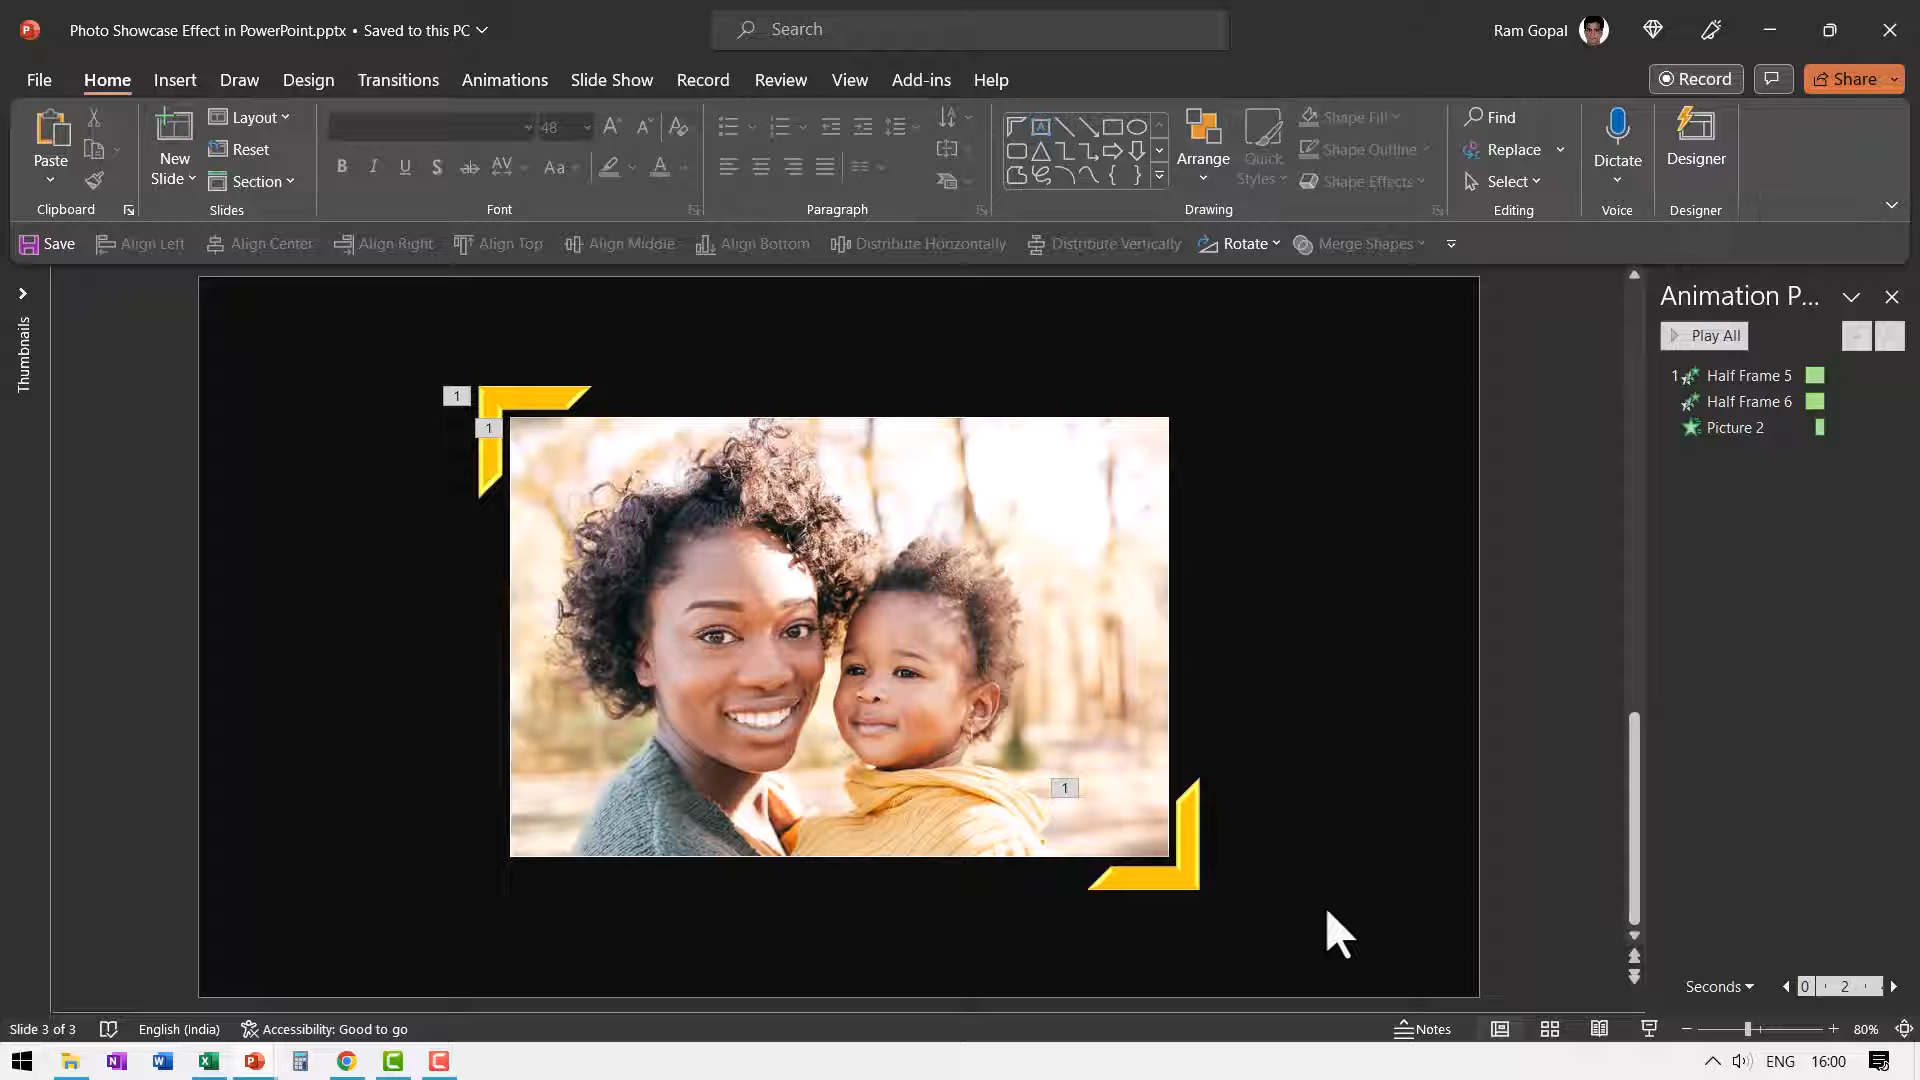 Photo Showcase Effect in PowerPoint.pptx • Saved to this PC
Search
Ram Gopal
File Home Insert Draw Design Transitions Animations Slide Show Record Review View Add-ins Help
Record
Share
Paste
Clipboard
New Slide
Layout
Reset
Section
Slides
48
B I U S ab AV Aa A
Font
Paragraph
Arrange
Quick Styles
Shape Fill
Shape Outline
Shape Effects
Drawing
Find
Replace
Select
Editing
Dictate
Voice
Designer
Designer
Save Align Left Align Center Align Right Align Top Align Middle Align Bottom Distribute Horizontally Distribute Vertically Rotate Merge Shapes
Thumbnails
1
1
1
Animation P...
Play All
1 Half Frame 5
Half Frame 6
Picture 2
Seconds 0 2
Slide 3 of 3 English (India) Accessibility: Good to go Notes 80%
ENG 16:00